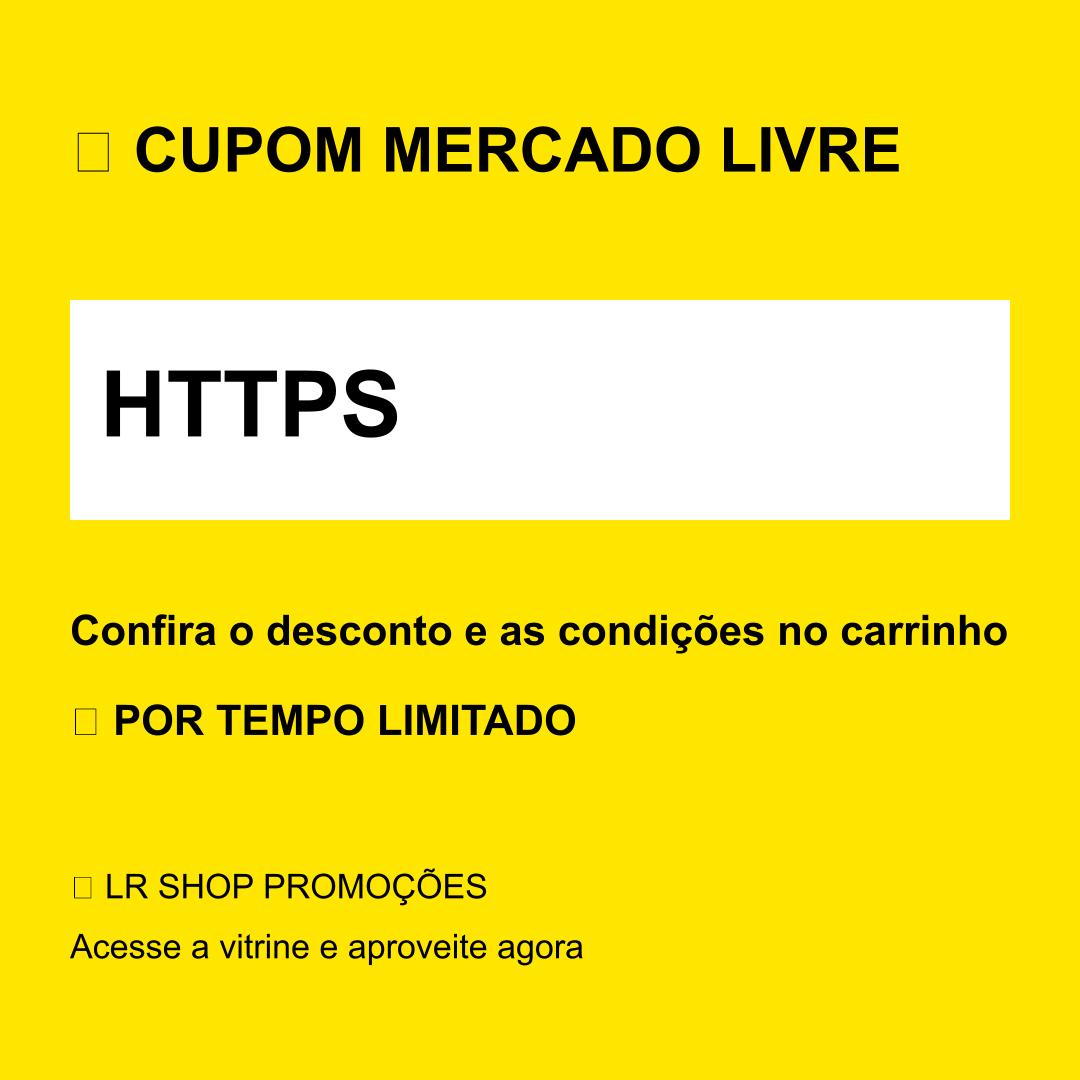 □ CUPOM MERCADO LIVRE
HTTPS
Confira o desconto e as condições no carrinho
□ POR TEMPO LIMITADO
□ LR SHOP PROMOÇÕES
Acesse a vitrine e aproveite agora